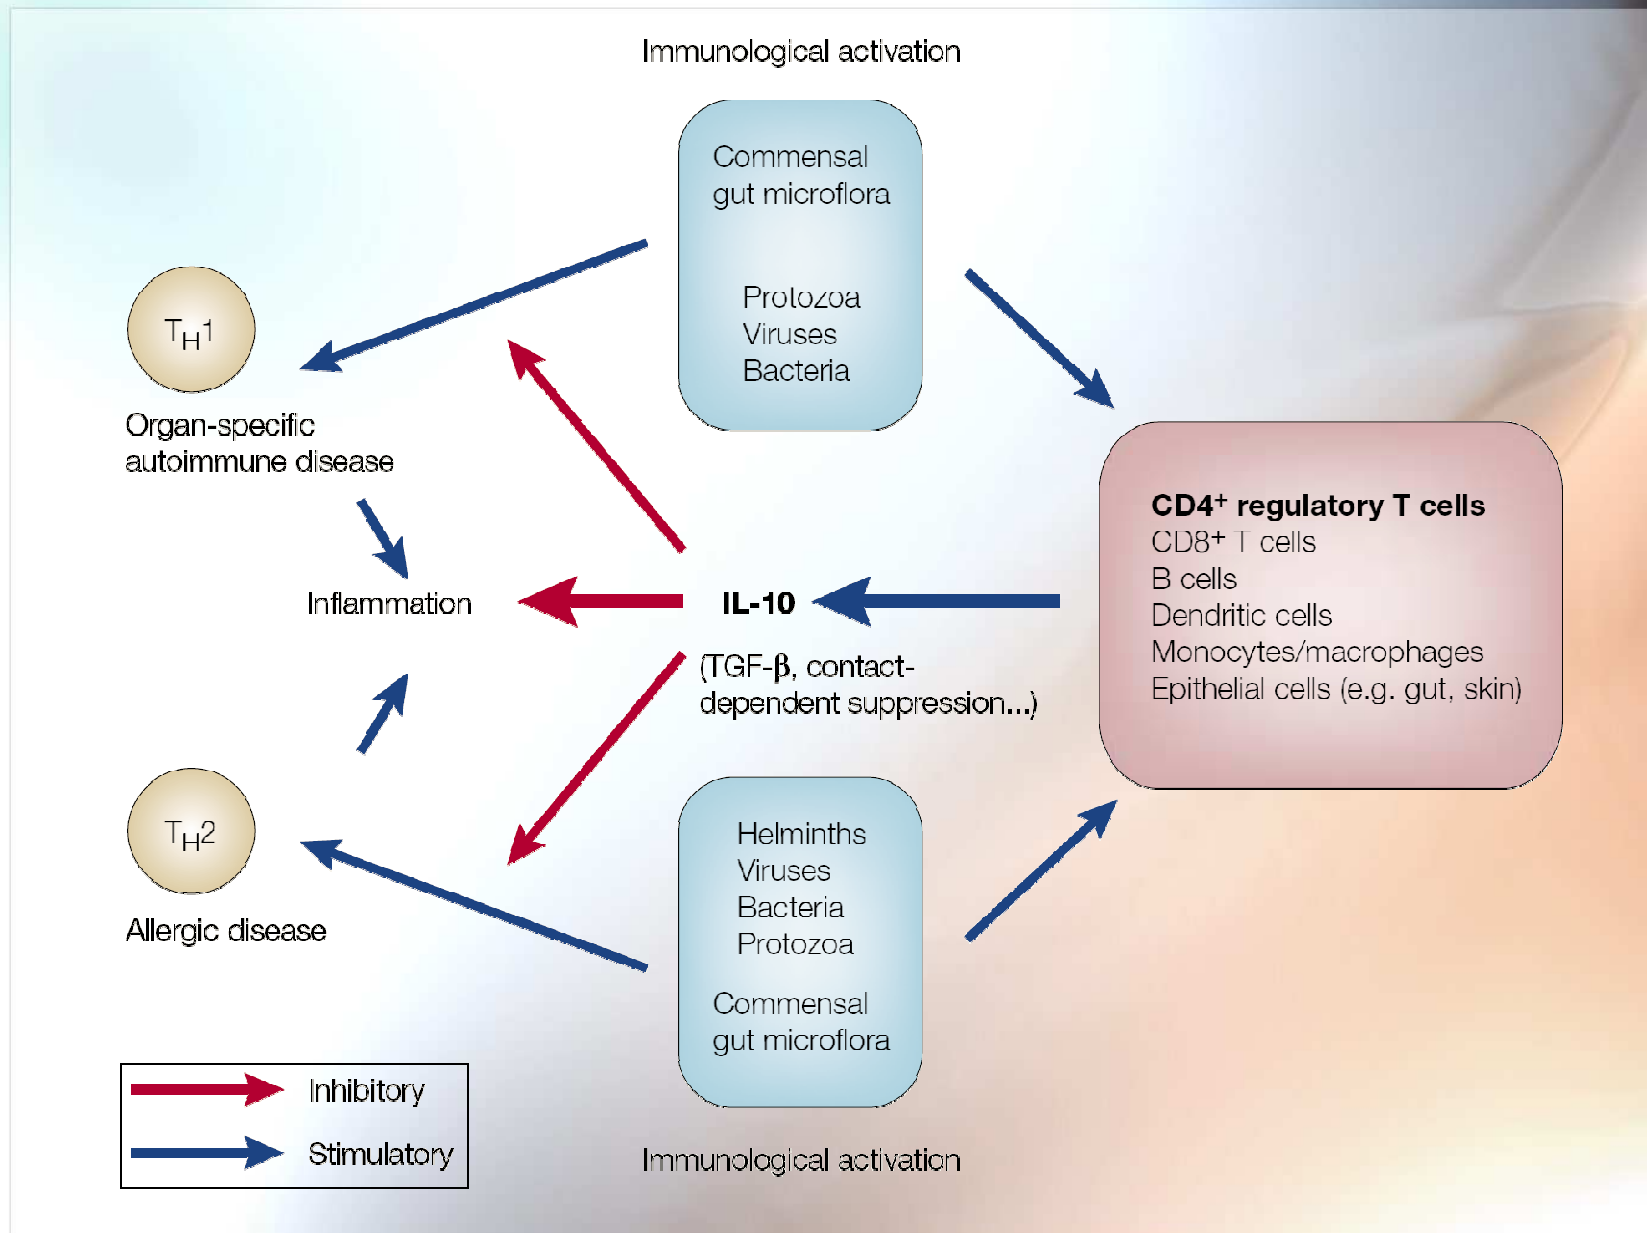 Immunological activation
Commensal
gut microflora
Protozoa
Viruses
Bacteria
TH1
Organ-specific
autoimmune disease
CD4+ regulatory T cells
CD8+ T cells
B cells
Dendritic cells
Monocytes/macrophages
Epithelial cells (e.g. gut, skin)
Inflammation
IL-10
(TGF-β, contact-
dependent suppression...)
TH2
Allergic disease
Helminths
Viruses
Bacteria
Protozoa
Commensal
gut microflora
Immunological activation
Inhibitory
Stimulatory